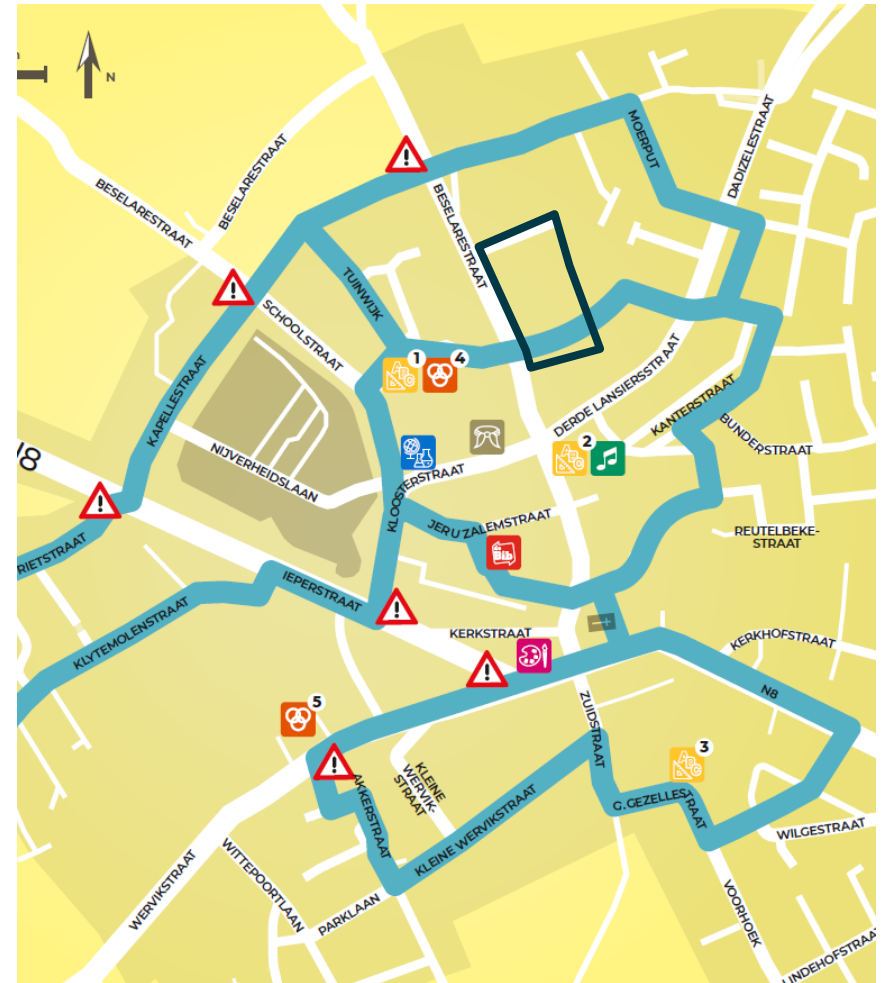 N
MOERPUT
DADIZELESTRAAT
BESELARESTRAAT
BESELARESTRAAT
BESELARESTRAAT
TUINWIJK
SCHOOLSTRAAT
KAPELLESTRAAT
1
4
DERDE LANSIERSSTRAAT
KANTERSTRAAT
BUNDERSTRAAT
2
NIJVERHEIDSLAAN
KLOOSTERSTRAAT
JERUZALEMSTRAAT
REUTELBEKE-
STRAAT
de
Bib
RIETSTRAAT
IEPERSTRAAT
KLYTEMOLENSTRAAT
KERKSTRAAT
KERKHOFSTRAAT
N8
ZUIDSTRAAT
5
3
KLEINE
WERVIK-
STRAAT
AKKERSTRAAT
KLEINE WERVIKSTRAAT
G.GEZELLESTRAAT
WILGESTRAAT
WITTEPOORTLAAN
WERVIKSTRAAT
PARKLAAN
VOORHOEK
LINDEHOFSTRAAT